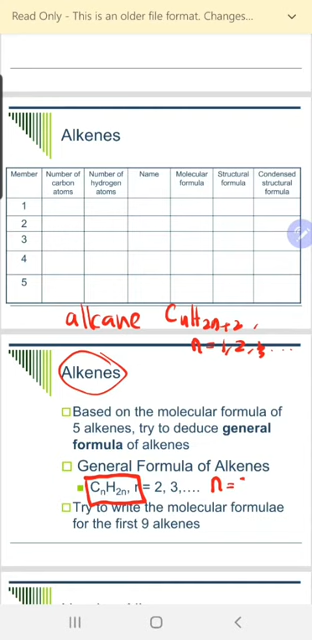 Read Only - This is an older file format. Changes...
Alkenes
Member Number of carbon atoms Number of hydrogen atoms Name Molecular formula Structural formula Condensed structural formula
1
2
3
4
5
alkane CnH2n+2,
n = 1, 2, 3 ....
Alkenes
Based on the molecular formula of
5 alkenes, try to deduce general
formula of alkenes
General Formula of Alkenes
CnH2n, n = 2, 3,.... n =
Try to write the molecular formulae
for the first 9 alkenes